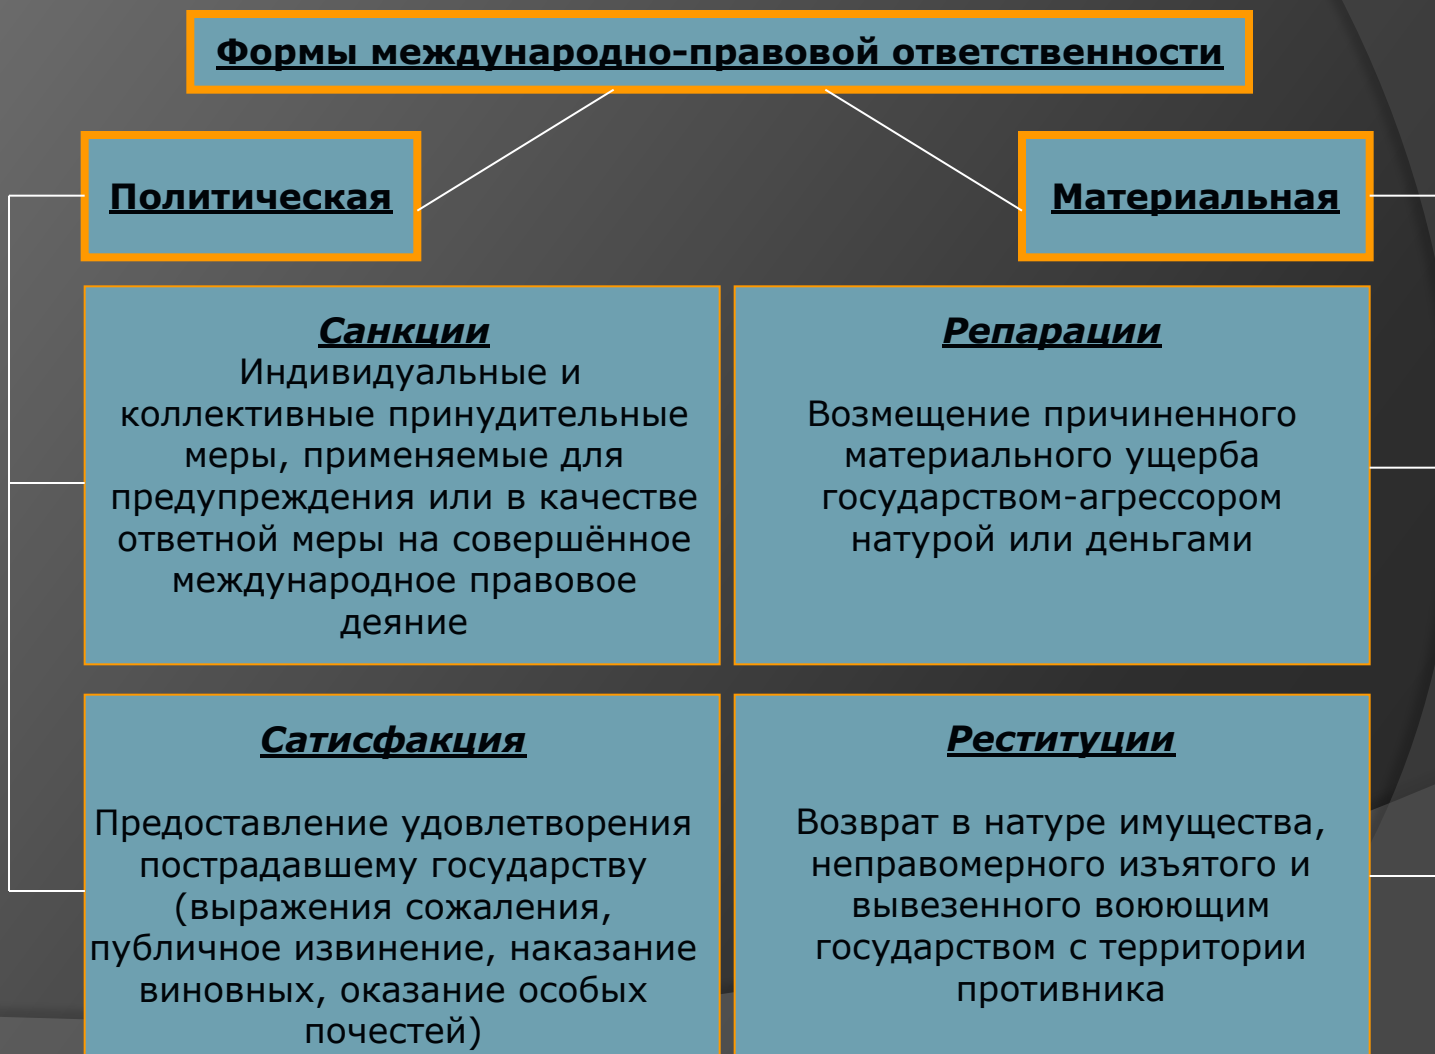 Формы международно-правовой ответственности
Политическая
Материальная
Санкции
Индивидуальные и
коллективные принудительные
меры, применяемые для
предупреждения или в качестве
ответной меры на совершённое
международное правовое
деяние
Репарации
Возмещение причиненного
материального ущерба
государством-агрессором
натурой или деньгами
Сатисфакция
Предоставление удовлетворения
пострадавшему государству
(выражения сожаления,
публичное извинение, наказание
виновных, оказание особых
почестей)
Реституции
Возврат в натуре имущества,
неправомерного изъятого и
вывезенного воюющим
государством с территории
противника